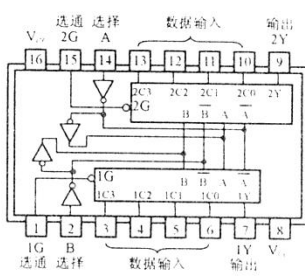 选通 选择 数据输入 输出
2G A 2Y
16 15 14 13 12 11 10 9
2C3 2C2 2C1 2C0 2Y
2G
B B A A
B B A A
1G
1C3 1C2 1C1 1C0 1Y
1 2 3 4 5 6 7 8
1G B 1Y
选通 选择 数据输入 输出